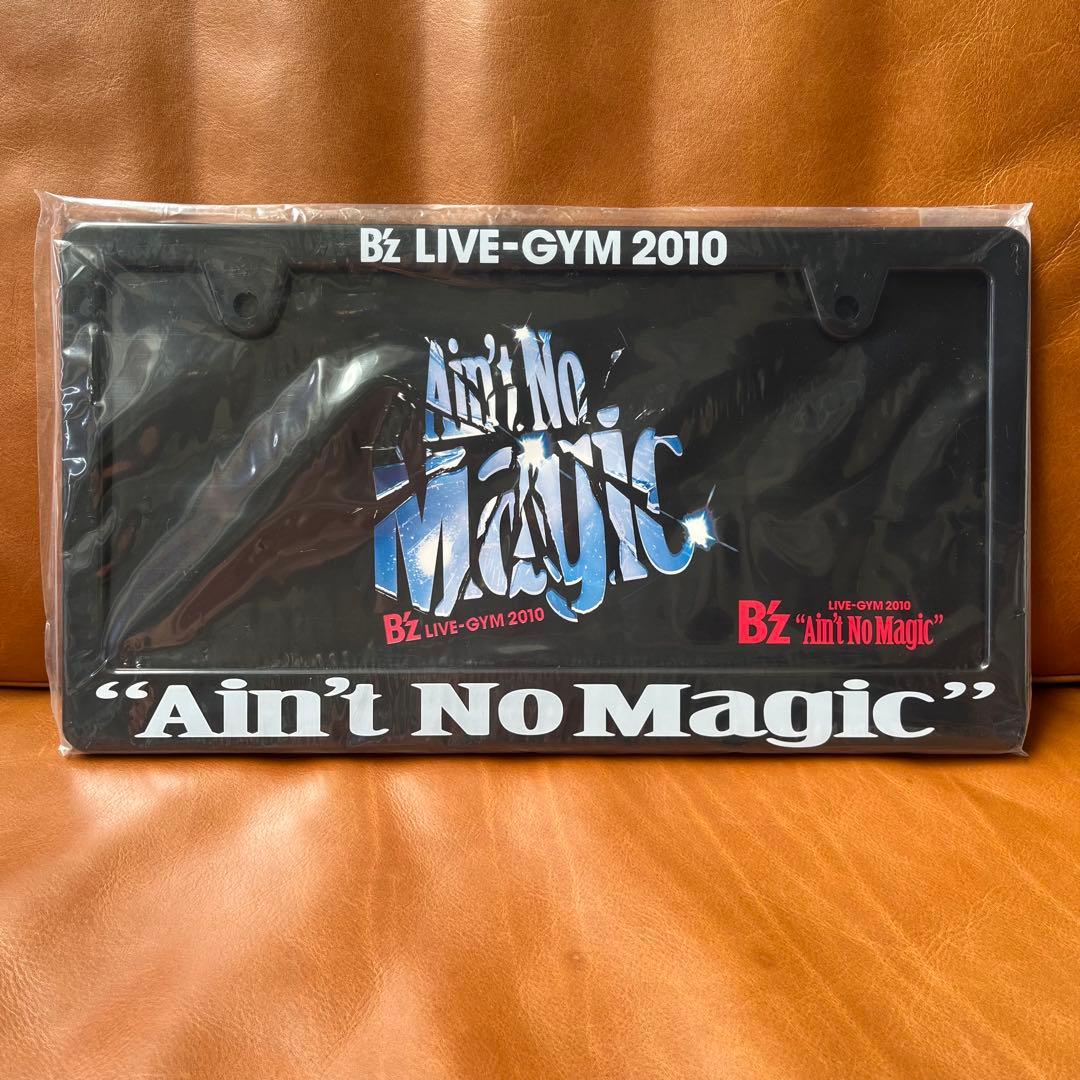 B'z LIVE-GYM 2010
Ain't No
Magic
B'z LIVE-GYM 2010
LIVE-GYM 2010
B'z “Ain't No Magic”
“Ain't No Magic”